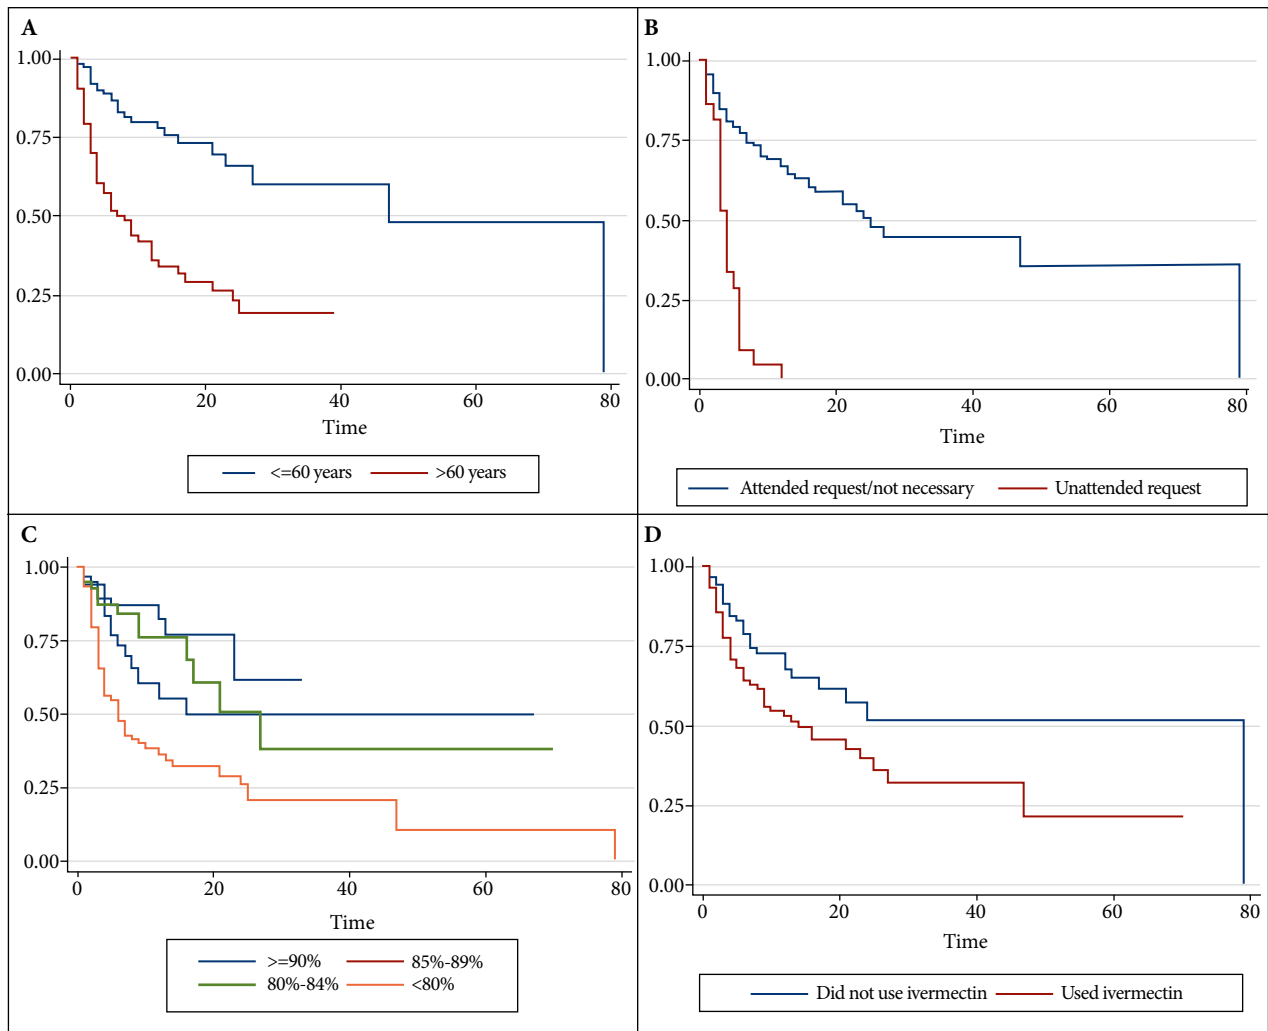 A
1.00
0.75
0.50
0.25
0.00
0 20 40 60 80
Time
<=60 years >60 years
B
1.00
0.75
0.50
0.25
0.00
0 20 40 60 80
Time
Attended request/not necessary Unattended request
C
1.00
0.75
0.50
0.25
0.00
0 20 40 60 80
Time
>=90% 85%-89%
80%-84% <80%
D
1.00
0.75
0.50
0.25
0.00
0 20 40 60 80
Time
Did not use ivermectin Used ivermectin